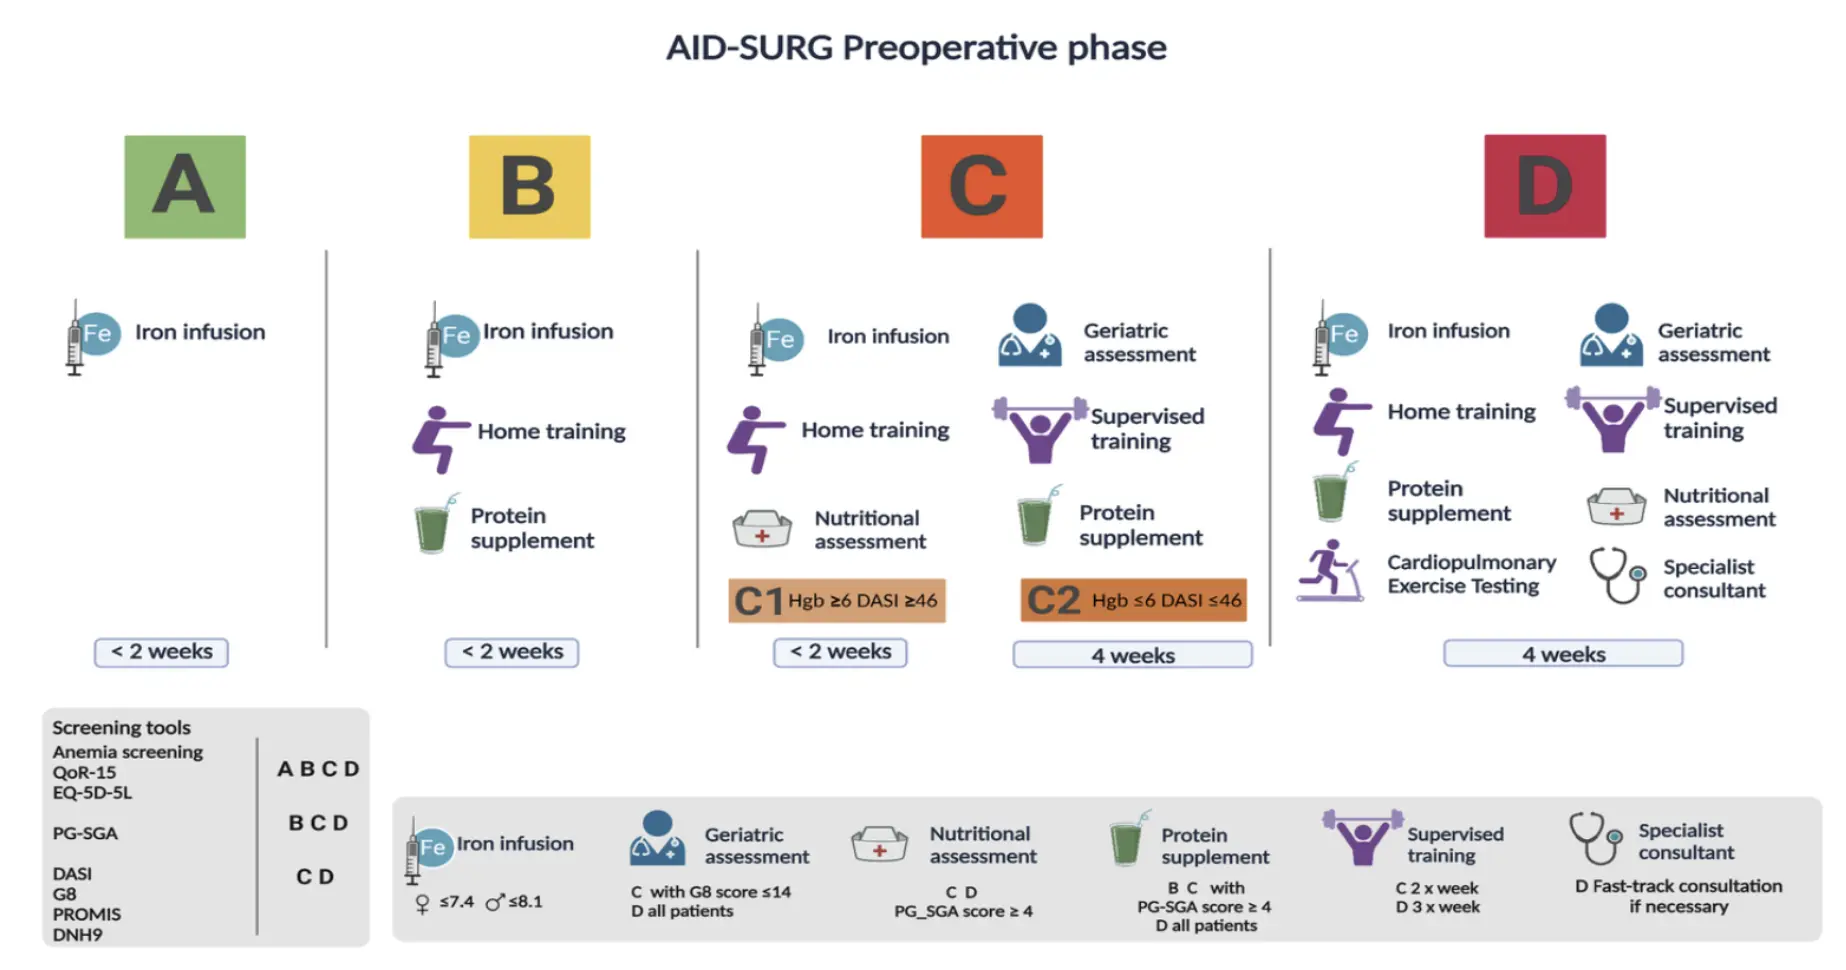 AID-SURG Preoperative phase
A
Fe
Iron infusion
< 2 weeks
B
Fe
Iron infusion
Home training
Protein
supplement
< 2 weeks
C
Fe
Iron infusion
Home training
Nutritional
assessment
C1 Hgb ≥6 DASI ≥46
< 2 weeks
Geriatric
assessment
Supervised
training
Protein
supplement
C2 Hgb ≤6 DASI ≤46
4 weeks
D
Fe
Iron infusion
Home training
Protein
supplement
Cardiopulmonary
Exercise Testing
Geriatric
assessment
Supervised
training
Nutritional
assessment
Specialist
consultant
4 weeks
Screening tools
Anemia screening
QoR-15
EQ-5D-5L
A B C D
PG-SGA
B C D
DASI
G8
PROMIS
DNH9
C D
Fe
Iron infusion
♀ ≤7.4 ♂ ≤8.1
Geriatric
assessment
C with G8 score ≤14
D all patients
Nutritional
assessment
C D
PG_SGA score ≥ 4
Protein
supplement
B C with
PG-SGA score ≥ 4
D all patients
Supervised
training
C 2 x week
D 3 x week
Specialist
consultant
D Fast-track consultation
if necessary